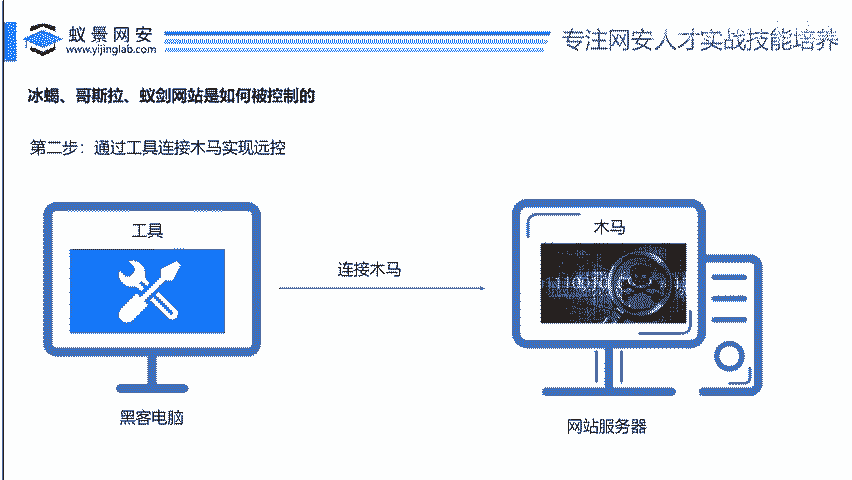 蚁景网安
www.yijinglab.com
专注网安人才实战技能培养
冰蝎、哥斯拉、蚁剑网站是如何被控制的
第二步：通过工具连接木马实现远控
工具
连接木马
木马
黑客电脑
网站服务器